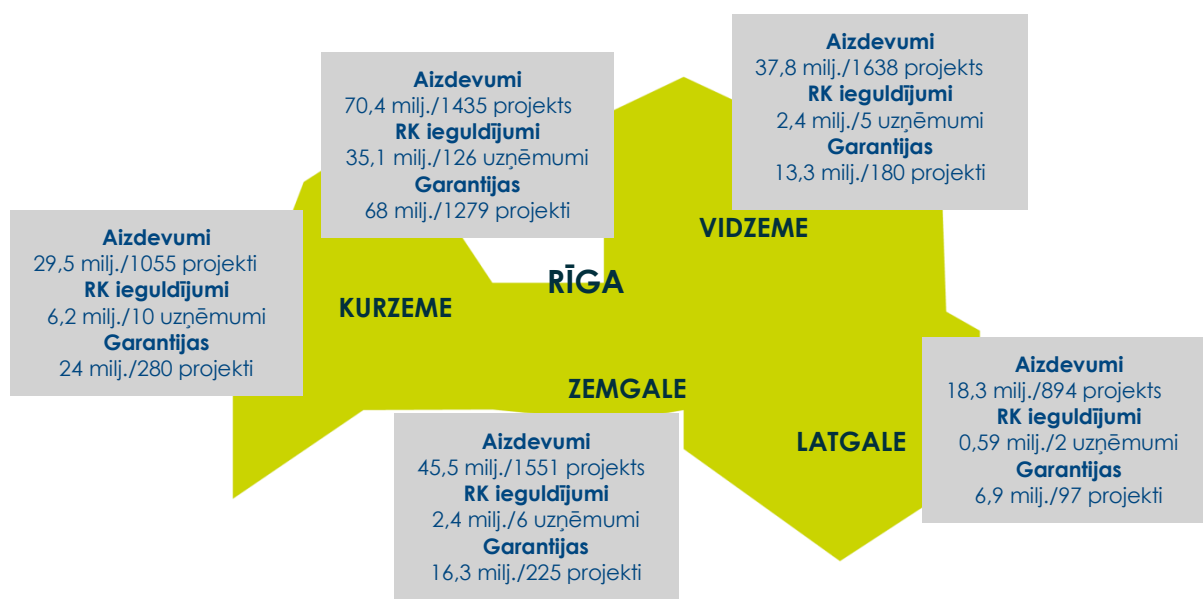 Aizdevumi
37,8 milj./1638 projekts
RK ieguldījumi
2,4 milj./5 uzņēmumi
Garantijas
13,3 milj./180 projekti
Aizdevumi
70,4 milj./1435 projekts
RK ieguldījumi
35,1 milj./126 uzņēmumi
Garantijas
68 milj./1279 projekti
Aizdevumi
29,5 milj./1055 projekti
RK ieguldījumi
6,2 milj./10 uzņēmumi
Garantijas
24 milj./280 projekti
VIDZEME
RĪGA
KURZEME
ZEMGALE
LATGALE
Aizdevumi
18,3 milj./894 projekts
RK ieguldījumi
0,59 milj./2 uzņēmumi
Garantijas
6,9 milj./97 projekti
Aizdevumi
45,5 milj./1551 projekts
RK ieguldījumi
2,4 milj./6 uzņēmumi
Garantijas
16,3 milj./225 projekti